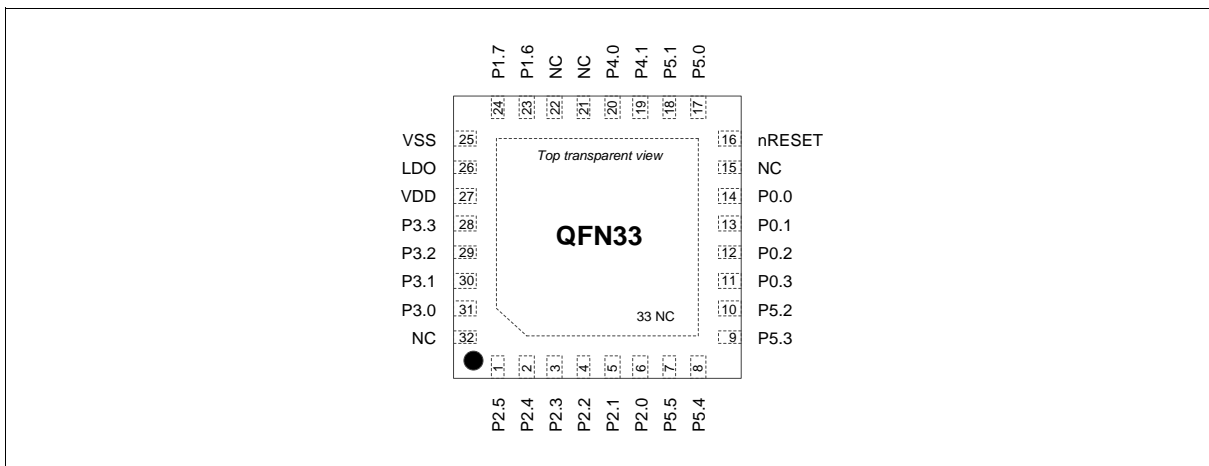 P1.7 P1.6 NC NC P4.0 P4.1 P5.1 P5.0
24 23 22 21 20 19 18 17
VSS 25 16 nRESET
Top transparent view
LDO 26 15 NC
VDD 27 14 P0.0
P3.3 28 13 P0.1
QFN33
P3.2 29 12 P0.2
P3.1 30 11 P0.3
P3.0 31 33 NC 10 P5.2
NC 32 9 P5.3
1 2 3 4 5 6 7 8
P2.5 P2.4 P2.3 P2.2 P2.1 P2.0 P5.5 P5.4